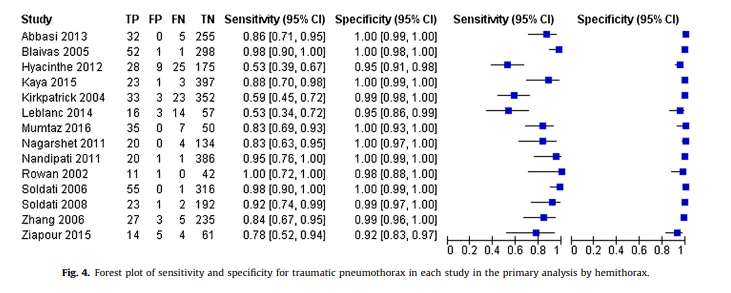 Study TP FP FN TN Sensitivity (95% CI) Specificity (95% CI) Sensitivity (95% CI) Specificity (95% CI)
Abbasi 2013 32 0 5 255 0.86 [0.71, 0.95] 1.00 [0.99, 1.00]
Blaivas 2005 52 1 1 298 0.98 [0.90, 1.00] 1.00 [0.98, 1.00]
Hyacinthe 2012 28 9 25 175 0.53 [0.39, 0.67] 0.95 [0.91, 0.98]
Kaya 2015 23 1 3 397 0.88 [0.70, 0.98] 1.00 [0.99, 1.00]
Kirkpatrick 2004 33 3 23 352 0.59 [0.45, 0.72] 0.99 [0.98, 1.00]
Leblanc 2014 16 3 14 57 0.53 [0.34, 0.72] 0.95 [0.86, 0.99]
Mumtaz 2016 35 0 7 50 0.83 [0.69, 0.93] 1.00 [0.93, 1.00]
Nagarshet 2011 20 0 4 134 0.83 [0.63, 0.95] 1.00 [0.97, 1.00]
Nandipati 2011 20 1 1 386 0.95 [0.76, 1.00] 1.00 [0.99, 1.00]
Rowan 2002 11 1 0 42 1.00 [0.72, 1.00] 0.98 [0.88, 1.00]
Soldati 2006 55 0 1 316 0.98 [0.90, 1.00] 1.00 [0.99, 1.00]
Soldati 2008 23 1 2 192 0.92 [0.74, 0.99] 0.99 [0.97, 1.00]
Zhang 2006 27 3 5 235 0.84 [0.67, 0.95] 0.99 [0.96, 1.00]
Ziapour 2015 14 5 4 61 0.78 [0.52, 0.94] 0.92 [0.83, 0.97]
0 0.2 0.4 0.6 0.8 1 0 0.2 0.4 0.6 0.8 1
Fig. 4. Forest plot of sensitivity and specificity for traumatic pneumothorax in each study in the primary analysis by hemithorax.